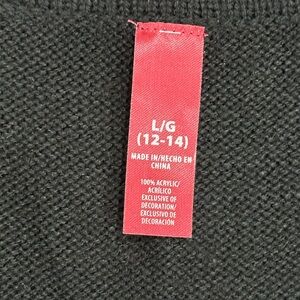 L/G
(12-14)
MADE IN/HECHO EN
CHINA
100% ACRYLIC/
ACRÍLICO
EXCLUSIVE OF
DECORATION/
EXCLUSIVO DE
DECORACIÓN